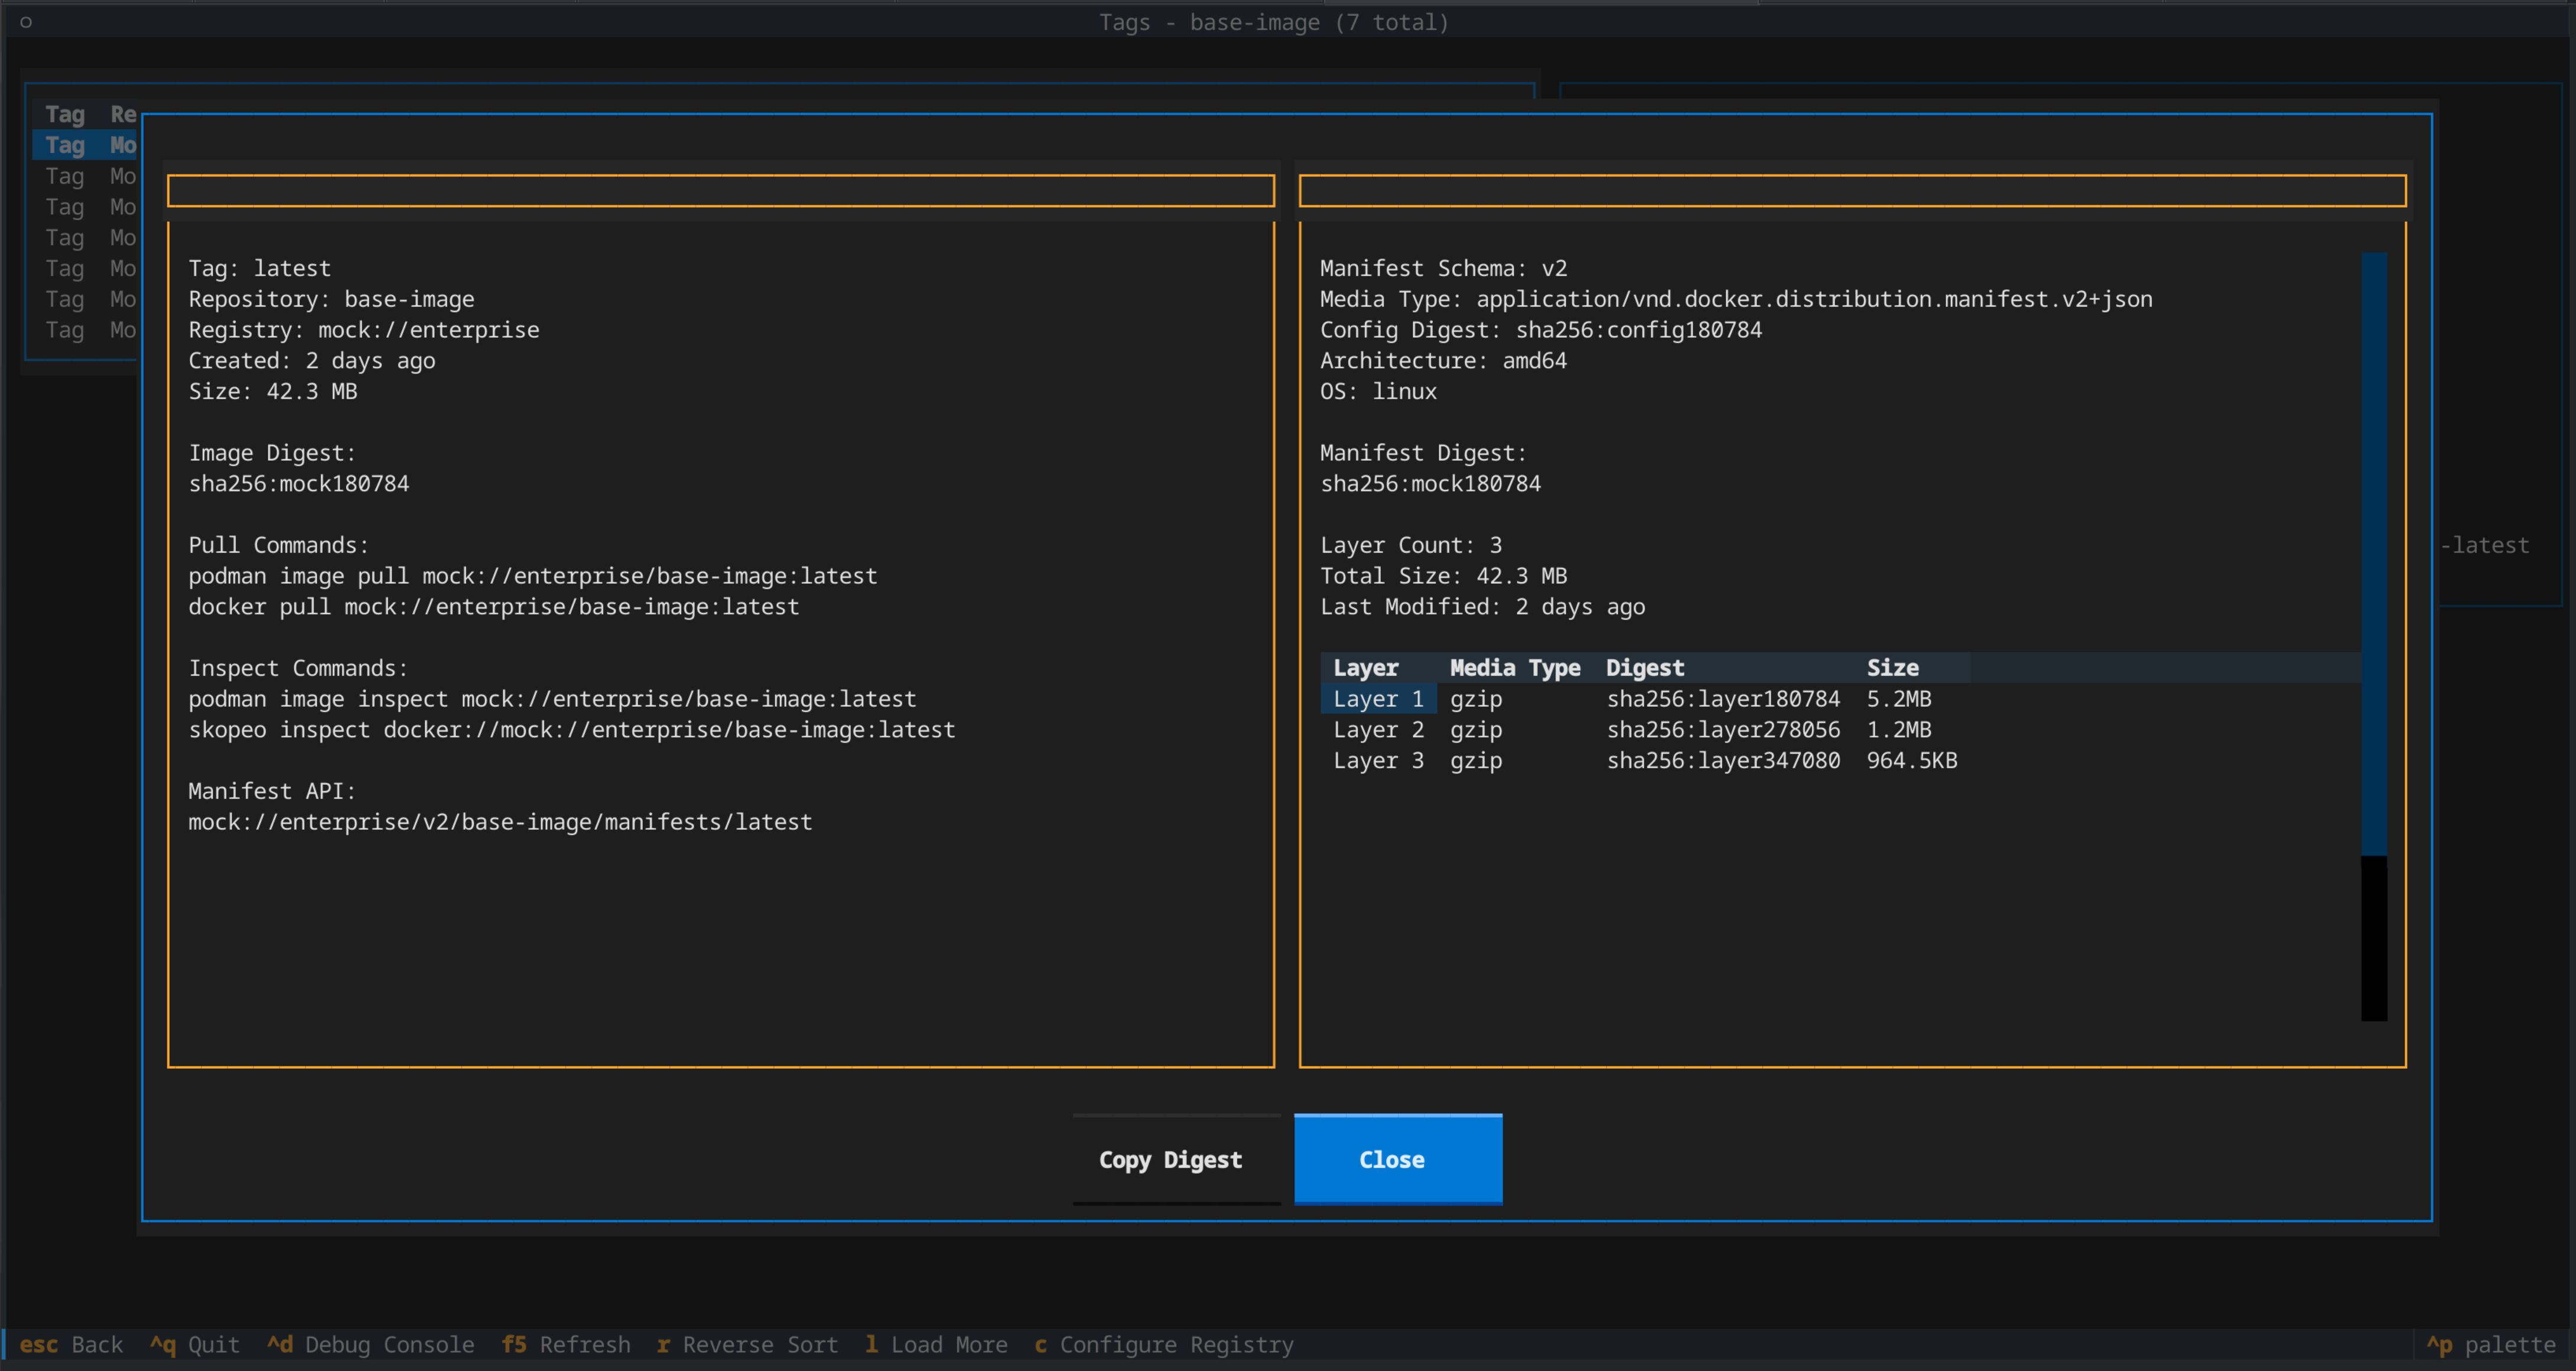 Tags - base-image (7 total)
Tag Re
Tag Mo
Tag Mo
Tag Mo
Tag Mo
Tag Mo
Tag Mo
Tag Mo
Tag: latest
Repository: base-image
Registry: mock://enterprise
Created: 2 days ago
Size: 42.3 MB
Image Digest:
sha256:mock180784
Pull Commands:
podman image pull mock://enterprise/base-image:latest
docker pull mock://enterprise/base-image:latest
Inspect Commands:
podman image inspect mock://enterprise/base-image:latest
skopeo inspect docker://mock://enterprise/base-image:latest
Manifest API:
mock://enterprise/v2/base-image/manifests/latest
Manifest Schema: v2
Media Type: application/vnd.docker.distribution.manifest.v2+json
Config Digest: sha256:config180784
Architecture: amd64
OS: linux
Manifest Digest:
sha256:mock180784
Layer Count: 3
Total Size: 42.3 MB
Last Modified: 2 days ago
Layer Media Type Digest Size
Layer 1 gzip sha256:layer180784 5.2MB
Layer 2 gzip sha256:layer278056 1.2MB
Layer 3 gzip sha256:layer347080 964.5KB
-latest
Copy Digest Close
esc Back ^q Quit ^d Debug Console f5 Refresh r Reverse Sort l Load More c Configure Registry ^p palette